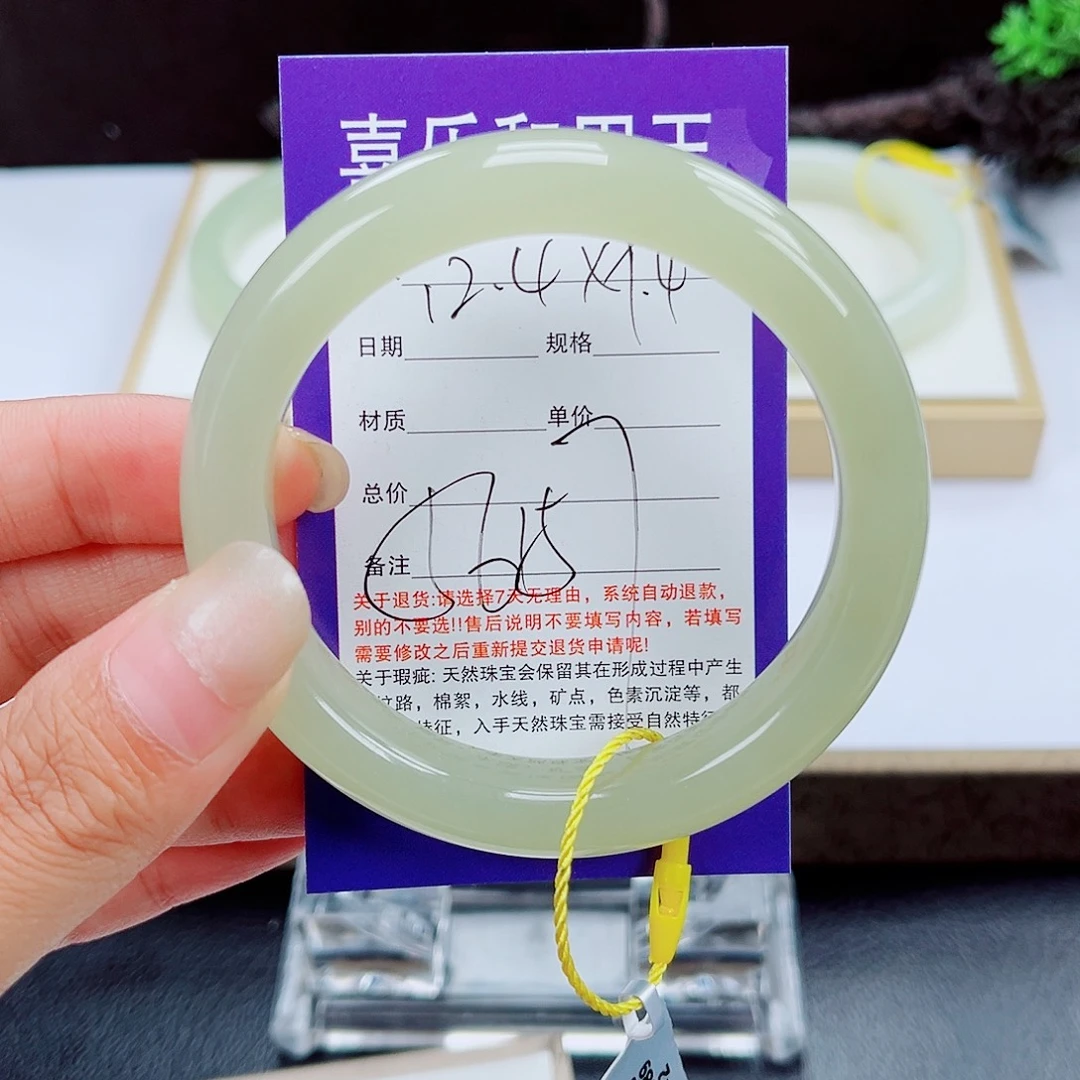 喜乐和田玉
12.4X9.4
日期 规格
材质 单价
总价
备注
关于退货:请选择7天无理由，系统自动退款，
别的不要选!!售后说明不要填写内容，若填写
需要修改之后重新提交退货申请呢!
关于瑕疵: 天然珠宝会保留其在形成过程中产生
纹路，棉絮，水线，矿点，色素沉淀等，都
特征，入手天然珠宝需接受自然特征